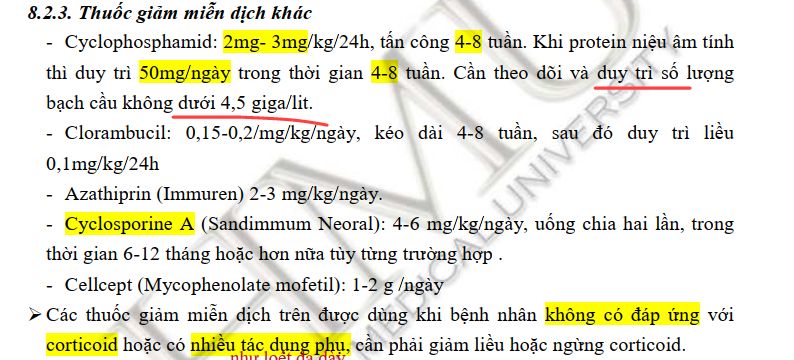 8.2.3. Thuốc giảm miễn dịch khác
- Cyclophosphamid: 2mg- 3mg/kg/24h, tấn công 4-8 tuần. Khi protein niệu âm tính
thì duy trì 50mg/ngày trong thời gian 4-8 tuần. Cần theo dõi và duy trì số lượng
bạch cầu không dưới 4,5 giga/lit.
- Clorambucil: 0,15-0,2/mg/kg/ngày, kéo dài 4-8 tuần, sau đó duy trì liều
0,1mg/kg/24h
- Azathiprin (Immuren) 2-3 mg/kg/ngày.
- Cyclosporine A (Sandimmum Neoral): 4-6 mg/kg/ngày, uống chia hai lần, trong
thời gian 6-12 tháng hoặc hơn nữa tùy từng trường hợp .
- Cellcept (Mycophenolate mofetil): 1-2 g /ngày
➢ Các thuốc giảm miễn dịch trên được dùng khi bệnh nhân không có đáp ứng với
corticoid hoặc có nhiều tác dụng phụ, cần phải giảm liều hoặc ngừng corticoid.
như loét dạ dày
HMU
MEDICAL UNIVERSITY